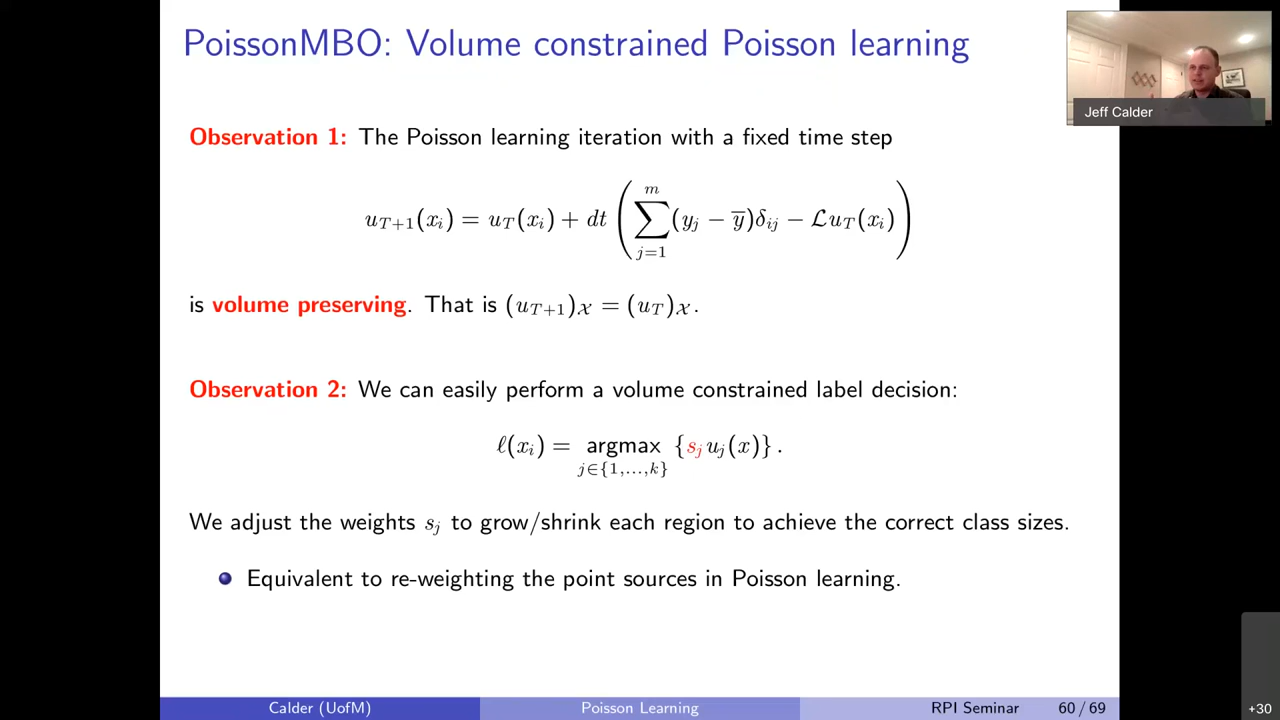 PoissonMBO: Volume constrained Poisson learning
Jeff Calder
Observation 1: The Poisson learning iteration with a fixed time step
u_{T+1}(x_i) = u_T(x_i) + dt ( \sum_{j=1}^{m} (y_j − \overline{y})δ_{ij} − ℒu_T(x_i) )
is volume preserving. That is (u_{T+1})_𝒳 = (u_T)_𝒳.
Observation 2: We can easily perform a volume constrained label decision:
ℓ(x_i) = argmax_{j∈{1,...,k}} {s_j u_j(x)}.
We adjust the weights s_j to grow/shrink each region to achieve the correct class sizes.
Equivalent to re-weighting the point sources in Poisson learning.
Calder (UofM) Poisson Learning RPI Seminar 60 / 69
+30